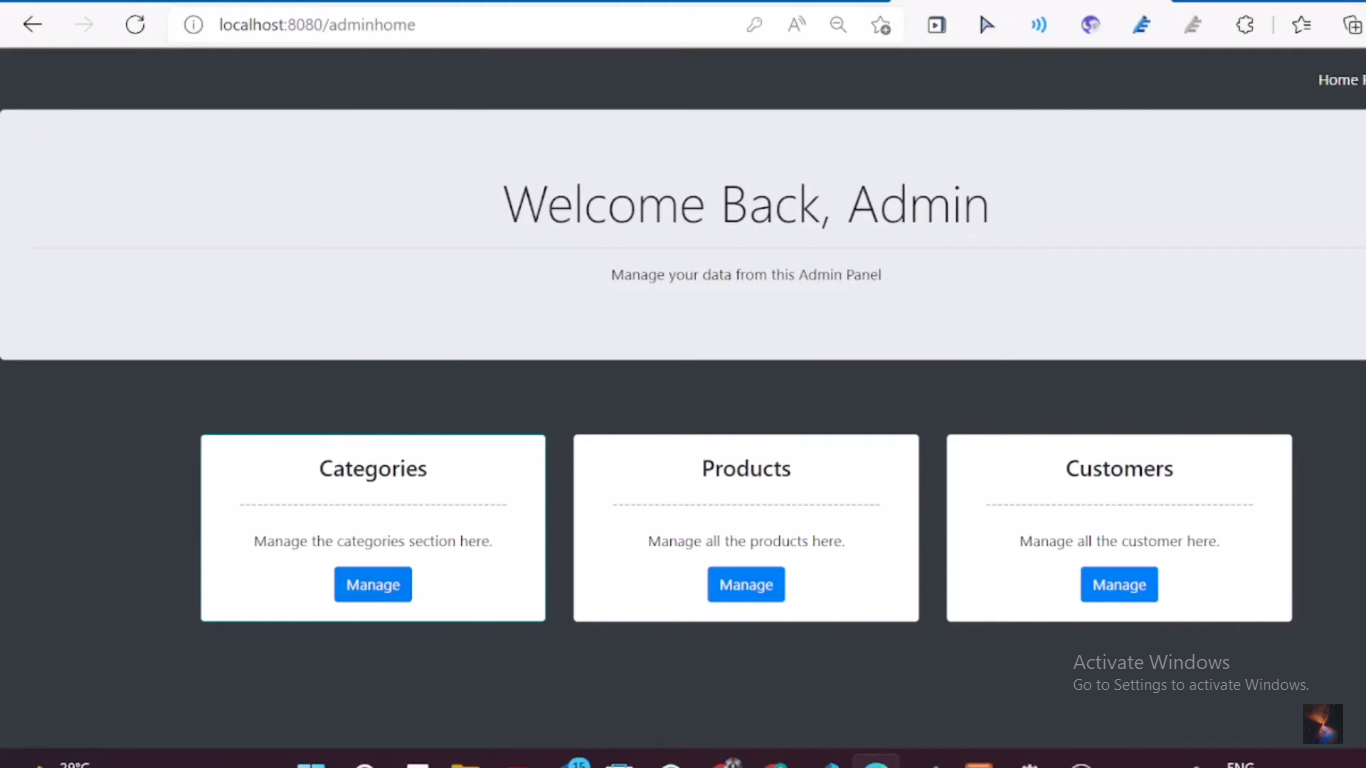 localhost:8080/adminhome
Home
Welcome Back, Admin
Manage your data from this Admin Panel
Categories
Manage the categories section here.
Manage
Products
Manage all the products here.
Manage
Customers
Manage all the customer here.
Manage
Activate Windows
Go to Settings to activate Windows.
29°C
15
ENG